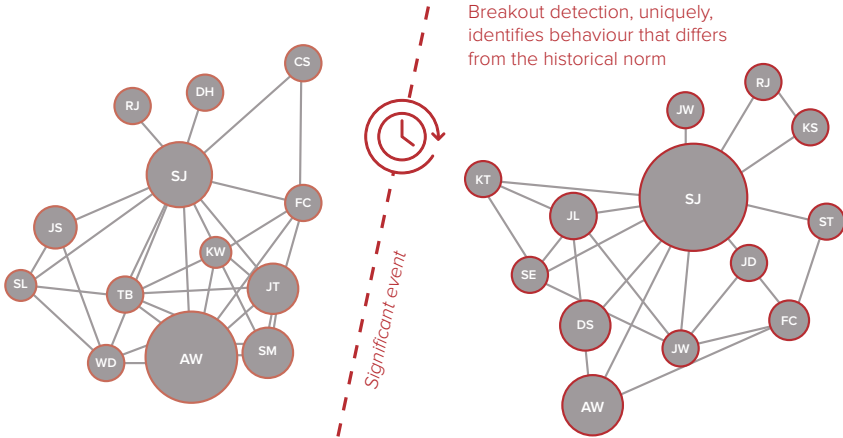 Breakout detection, uniquely,
identifies behaviour that differs
from the historical norm
CS
DH
RJ
SJ
FC
JS
KW
SL
TB
JT
AW
SM
WD
Significant event
RJ
JW
KS
KT
SJ
JL
ST
SE
JD
DS
FC
JW
AW